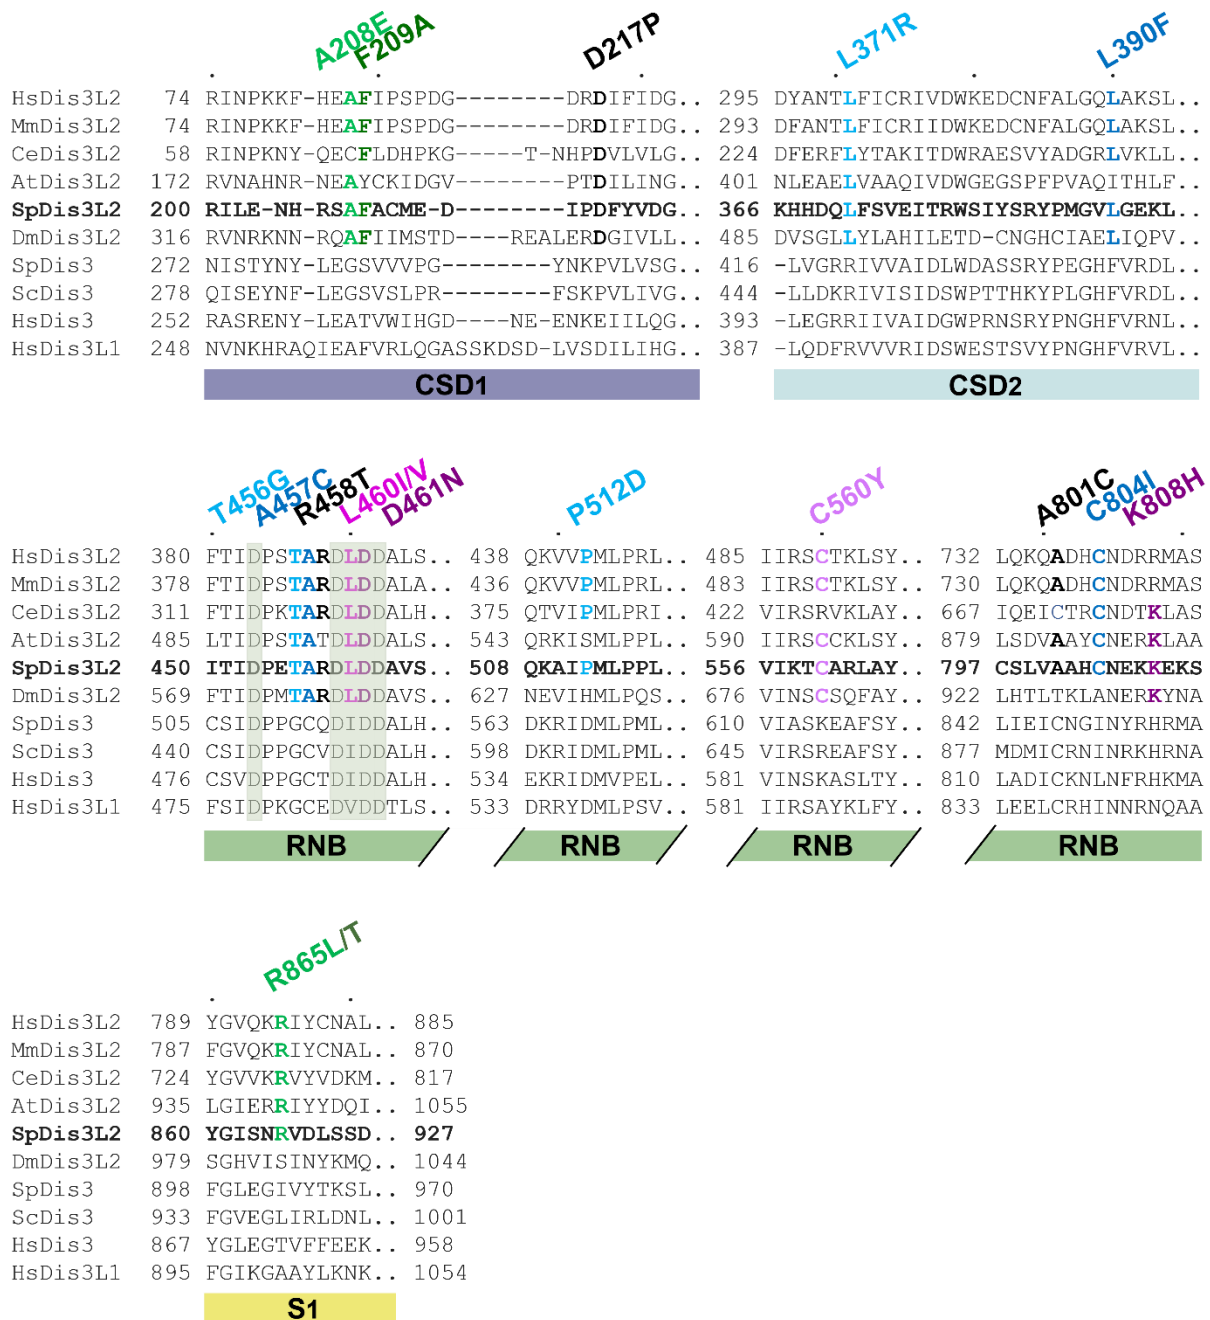 A208E F209A D217P L371R L390F
HsDis3L2 74 RINPKKF-HEAFIPSPDG--------DRDIFIDG.. 295 DYANTLFICRIVDWKEDCNFALGQLAKSL..
MmDis3L2 74 RINPKKF-HEAFIPSPDG--------DRDIFIDG.. 293 DFANTLFICRIIDWKEDCNFALGQLAKSL..
CeDis3L2 58 RINPKNY-QECFLDHPKG-----T-NHPDVLVLG.. 224 DFERFLYTAKITDWRAESVYADGRLVKLL..
AtDis3L2 172 RVNAHNR-NEAYCKIDGV--------PTDILING.. 401 NLEAELVAAQIVDWGEGSPFPVAQITHLF..
SpDis3L2 200 RILE-NH-RSAFACME-D--------IPDFYVDG.. 366 KHHDQLFSVEITRWSIYSRYPMGVLGEKL..
DmDis3L2 316 RVNRKNN-RQAFIIMSTD----REALERDGIVLL.. 485 DVSGLLYLAHILETD-CNGHCIAELIQPV..
SpDis3 272 NISTYNY-LEGSVVVPG--------YNKPVLVSG.. 416 -LVGRRIVVAIDLWDASSRYPEGHFVRDL..
ScDis3 278 QISEYNF-LEGSVSLPR--------FSKPVLIVG.. 444 -LLDKRIVISIDSWPTTHKYPLGHFVRDL..
HsDis3 252 RASRENY-LEATVWIHGD----NE-ENKEIILQG.. 393 -LEGRRIIVAIDGWPRNSRYPNGHFVRNL..
HsDis3L1 248 NVNKHRAQIEAFVRLQGASSKDSD-LVSDILIHG.. 387 -LQDFRVVVRIDSWESTSVYPNGHFVRVL..
CSD1 CSD2
T456G A457C R458T L460I/V D461N P512D C560Y A801C C804I K808H
HsDis3L2 380 FTIDPSTARDLDDALS.. 438 QKVVPMLPRL.. 485 IIRSCTKLSY.. 732 LQKQADHCNDRRMAS
MmDis3L2 378 FTIDPSTARDLDDALA.. 436 QKVVPMLPRL.. 483 IIRSCTKLSY.. 730 LQKQADHCNDRRMAS
CeDis3L2 311 FTIDPKTARDLDDALH.. 375 QTVIPMLPRI.. 422 VIRSRVKLAY.. 667 IQEICTRCNDTKLAS
AtDis3L2 485 LTIDPSTATDLDDALS.. 543 QRKISMLPRL.. 590 IIRSCCKLSY.. 879 LSDVAAYCNERKLAA
SpDis3L2 450 ITIDPETARDLDDAVS.. 508 QKAIPMLPPL.. 556 VIKTCARLAY.. 797 CSLVAAHCNEKKEKS
DmDis3L2 569 FTIDPMTARDLDDAVS.. 627 NEVIHMLPQS.. 676 VINSCSQFAY.. 922 LHTLTKLANERKYNA
SpDis3 505 CSIDPPGCQDIDDALH.. 563 DKRIDMLPML.. 610 VIASKEAFSY.. 842 LIEICNGINYRHRMA
ScDis3 440 CSIDPPGCVDIDDALH.. 598 DKRIDMLPML.. 645 VIRSREAFSY.. 877 MDMICRNINRKHRNA
HsDis3 476 CSVDPPGCTDIDDALH.. 534 EKRIDMVPEL.. 581 VINSKASLTY.. 810 LADICKNLNFRHKMA
HsDis3L1 475 FSIDPKGCEDVDDTLS.. 533 DRRYDMLPSV.. 581 IIRSAYKLFY.. 833 LEELCRHINNRNQAA
RNB RNB RNB RNB
R865L/T
HsDis3L2 789 YGVQKRIYCNAL.. 885
MmDis3L2 787 FGVQKRIYCNAL.. 870
CeDis3L2 724 YGVVKRVYVDKM.. 817
AtDis3L2 935 LGIERRIYYDQI.. 1055
SpDis3L2 860 YGISNRVDLSSD.. 927
DmDis3L2 979 SGHVISINYKMQ.. 1044
SpDis3 898 FGLEGIVYTKSL.. 970
ScDis3 933 FGVEGLIRLDNL.. 1001
HsDis3 867 YGLEGTVFFEEK.. 958
HsDis3L1 895 FGIKGAAYLKNK.. 1054
S1